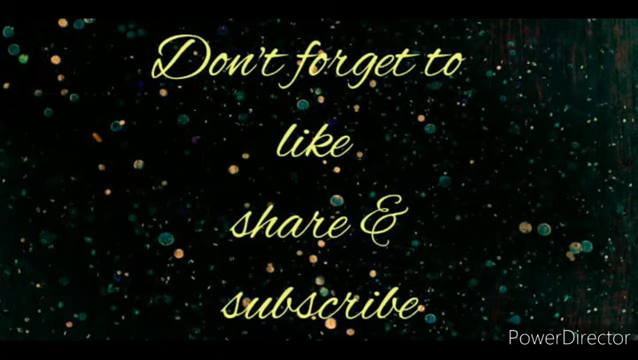 Don't forget to
like
share &
subscribe
PowerDirector